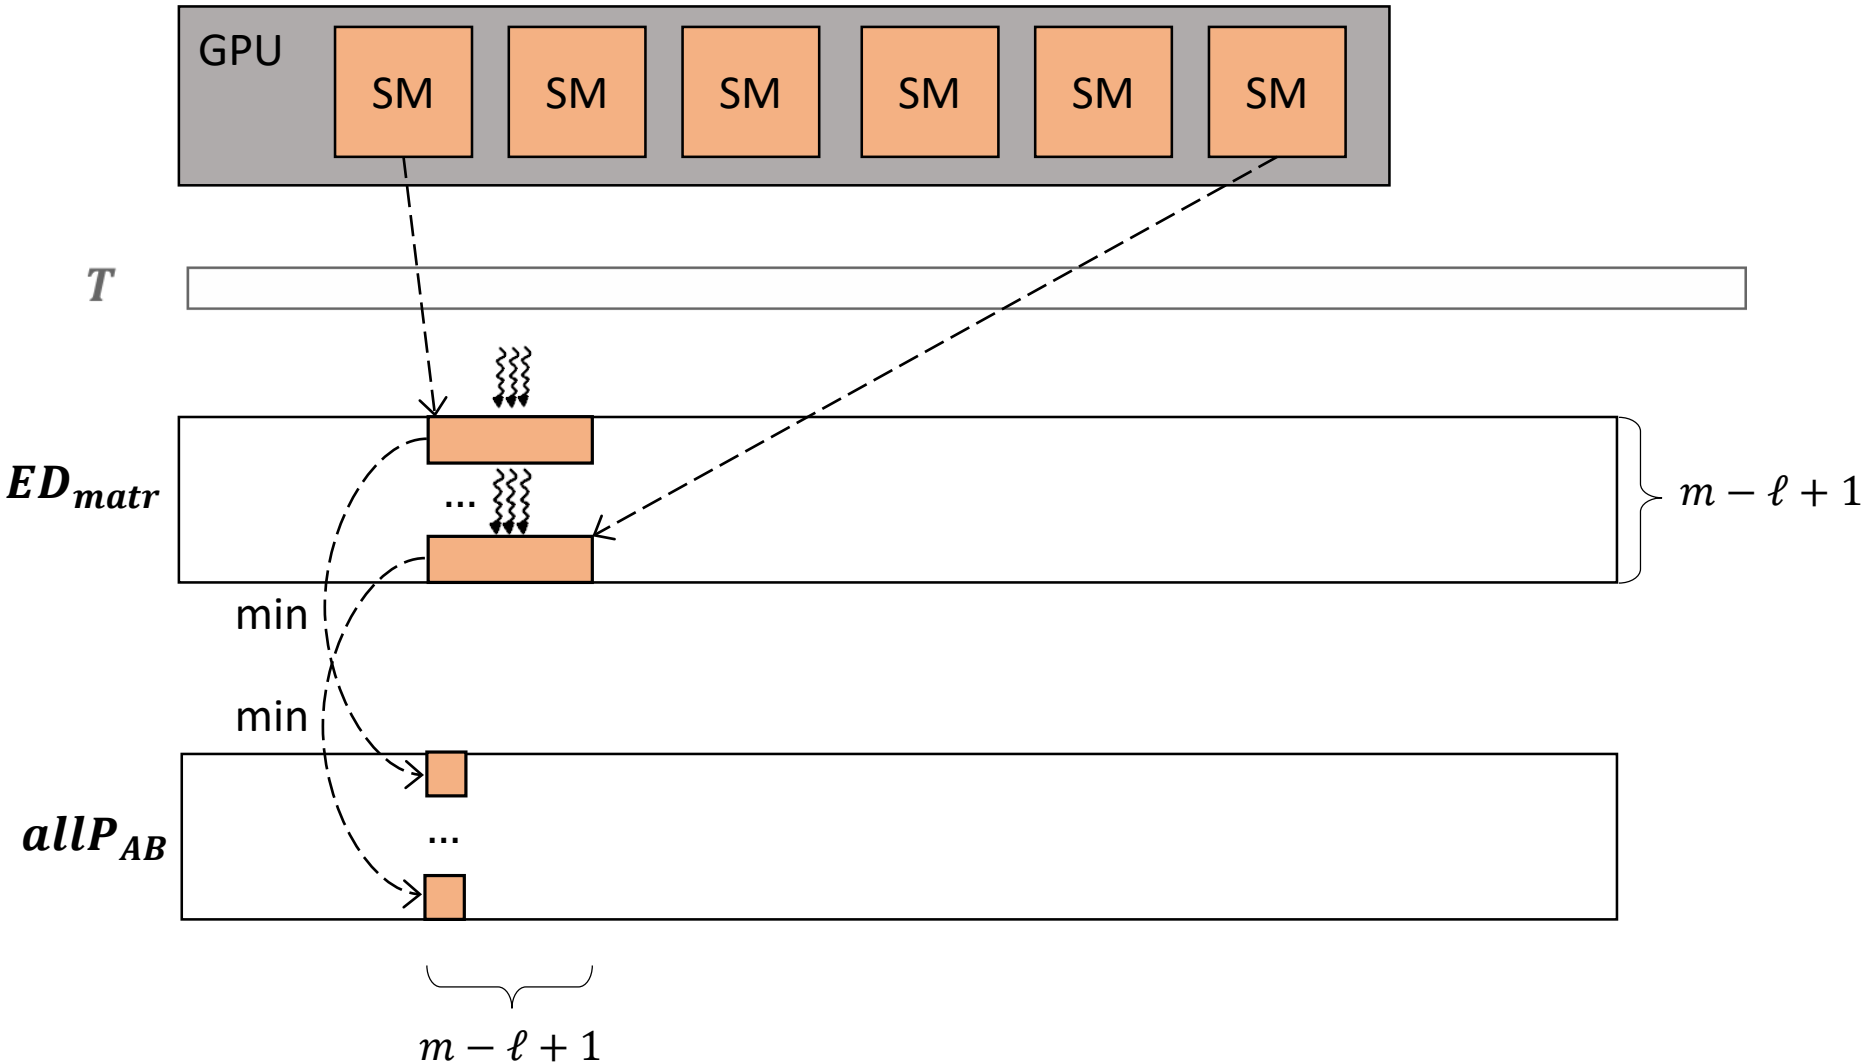 GPU
SM SM SM SM SM SM
T
ED_matr
...
m − ℓ + 1
min
min
allP_AB
...
m − ℓ + 1